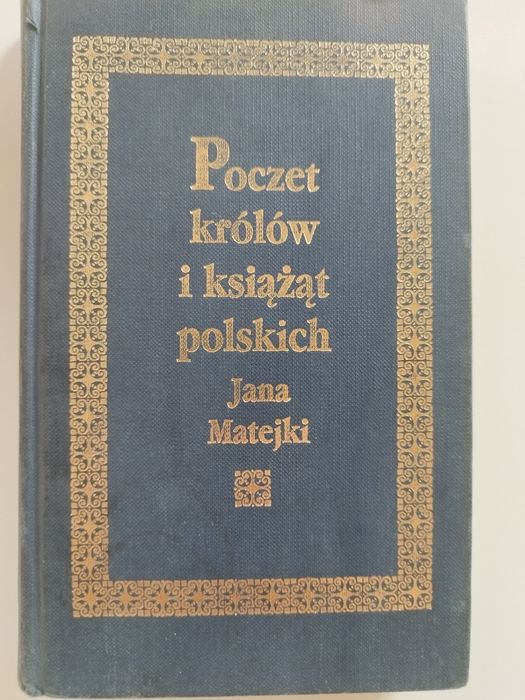 Poczet
królów
i książąt
polskich
Jana
Matejki